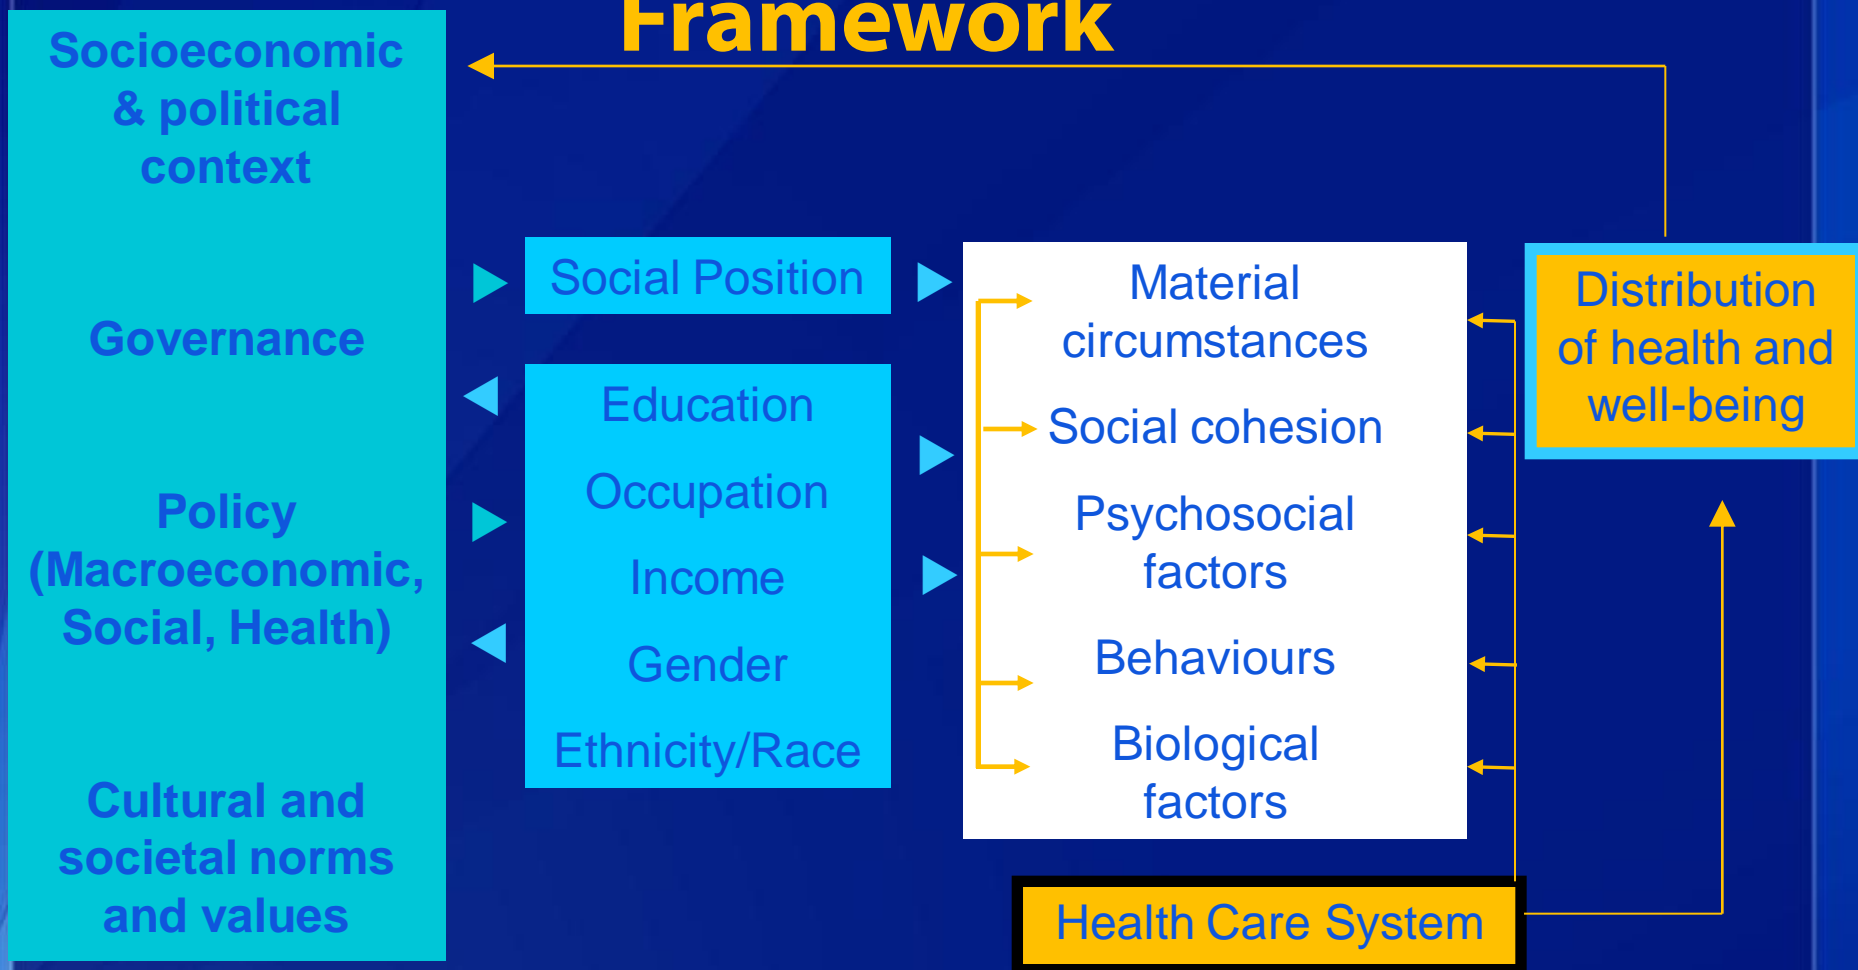 Framework
Socioeconomic
& political
context
Governance
Policy
(Macroeconomic,
Social, Health)
Cultural and
societal norms
and values
Social Position
Education
Occupation
Income
Gender
Ethnicity/Race
Material
circumstances
Social cohesion
Psychosocial
factors
Behaviours
Biological
factors
Distribution
of health and
well-being
Health Care System